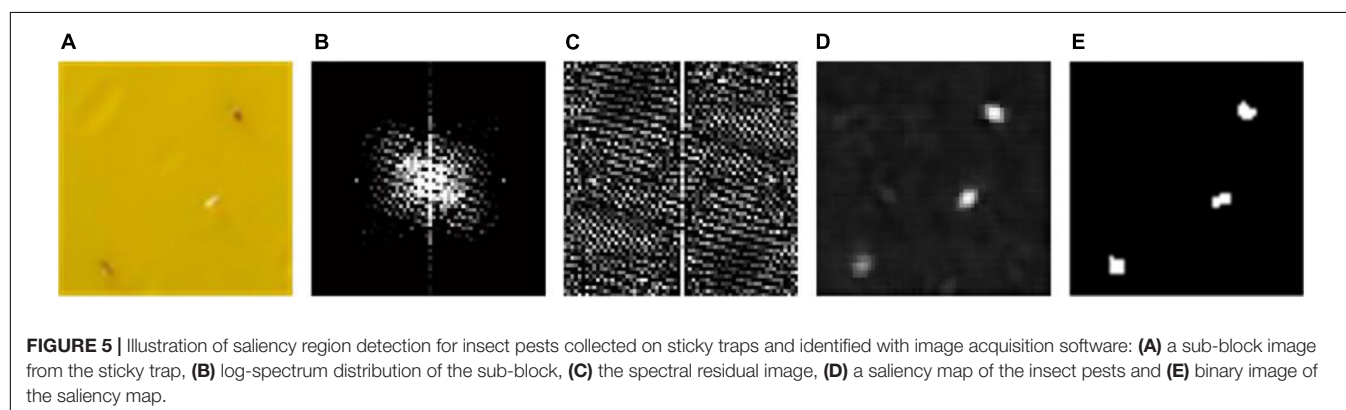 A B C D E
FIGURE 5 | Illustration of saliency region detection for insect pests collected on sticky traps and identified with image acquisition software: (A) a sub-block image
from the sticky trap, (B) log-spectrum distribution of the sub-block, (C) the spectral residual image, (D) a saliency map of the insect pests and (E) binary image of
the saliency map.